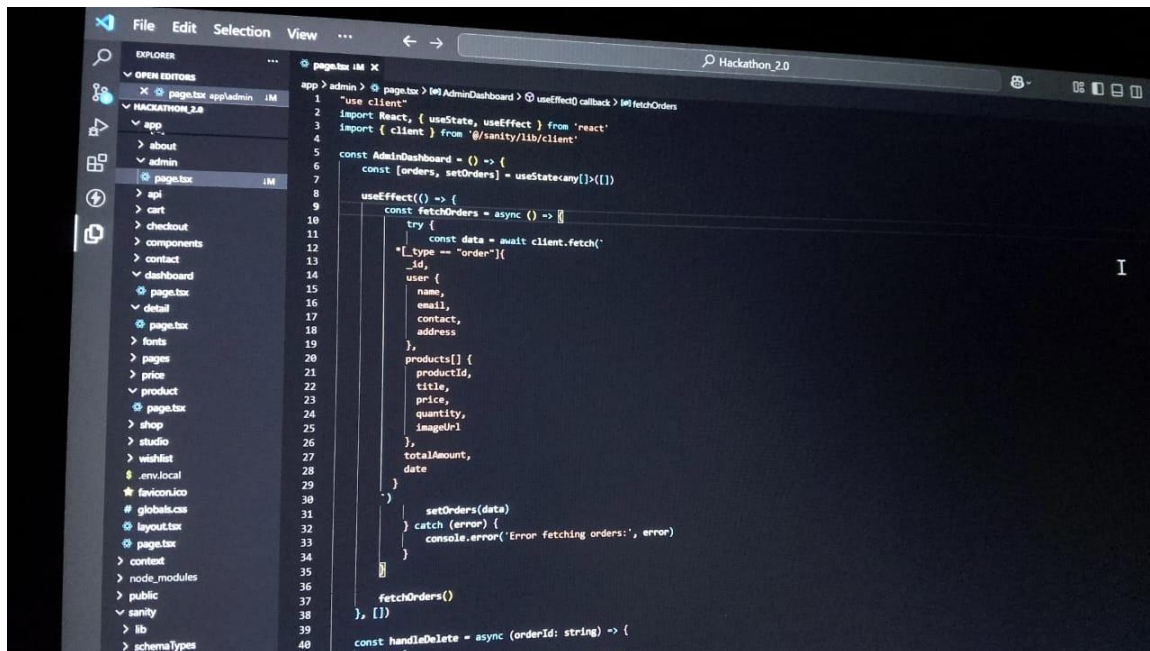 File Edit Selection View ...
Hackathon_2.0
EXPLORER ...
OPEN EDITORS
page.tsx app\admin ↓M
HACKATHON_2.0
app
about
admin
page.tsx ↓M
api
cart
checkout
components
contact
dashboard
page.tsx
detail
page.tsx
fonts
pages
price
product
page.tsx
shop
studio
wishlist
$ .env.local
favicon.ico
# globals.css
layout.tsx
page.tsx
context
node_modules
public
sanity
lib
schemaTypes
page.tsx ↓M X
app > admin > page.tsx > AdminDashboard > useEffect() callback > fetchOrders
1 "use client"
2 import React, { useState, useEffect } from 'react'
3 import { client } from '@/sanity/lib/client'
4
5 const AdminDashboard = () => {
6 const [orders, setOrders] = useState<any[]>([])
7
8 useEffect(() => {
9 const fetchOrders = async () => {
10 try {
11 const data = await client.fetch(`
12 *[_type == "order"]{
13 _id,
14 user {
15 name,
16 email,
17 contact,
18 address
19 },
20 products[] {
21 productId,
22 title,
23 price,
24 quantity,
25 imageUrl
26 },
27 totalAmount,
28 date
29 }
30 `)
31 setOrders(data)
32 } catch (error) {
33 console.error('Error fetching orders:', error)
34 }
35 }
36
37 fetchOrders()
38 }, [])
39
40 const handleDelete = async (orderId: string) => {